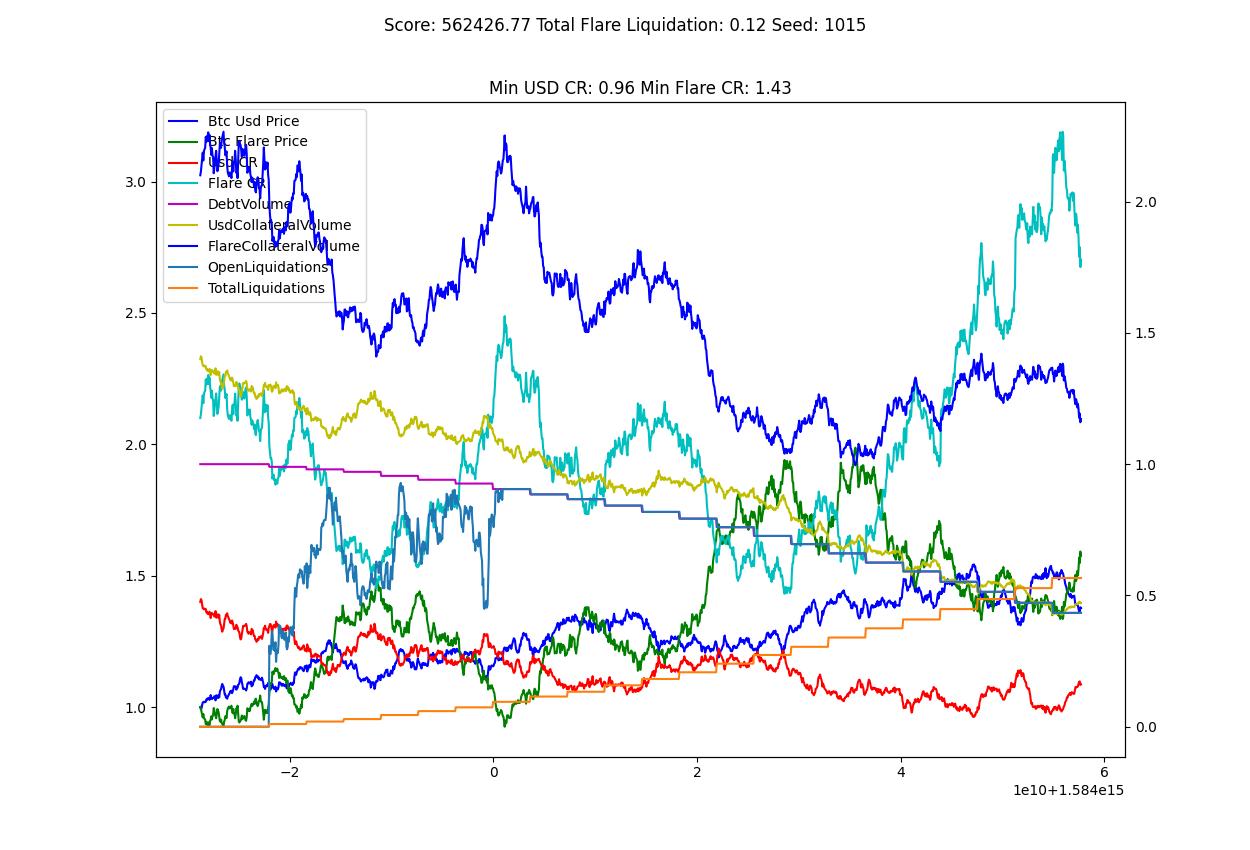 Score: 562426.77 Total Flare Liquidation: 0.12 Seed: 1015
Min USD CR: 0.96 Min Flare CR: 1.43
Btc Usd Price
Btc Flare Price
Usd CR
Flare CR
DebtVolume
UsdCollateralVolume
FlareCollateralVolume
OpenLiquidations
TotalLiquidations
3.0
2.5
2.0
1.5
1.0
2.0
1.5
1.0
0.5
0.0
−2 0 2 4 6
1e10+1.584e15